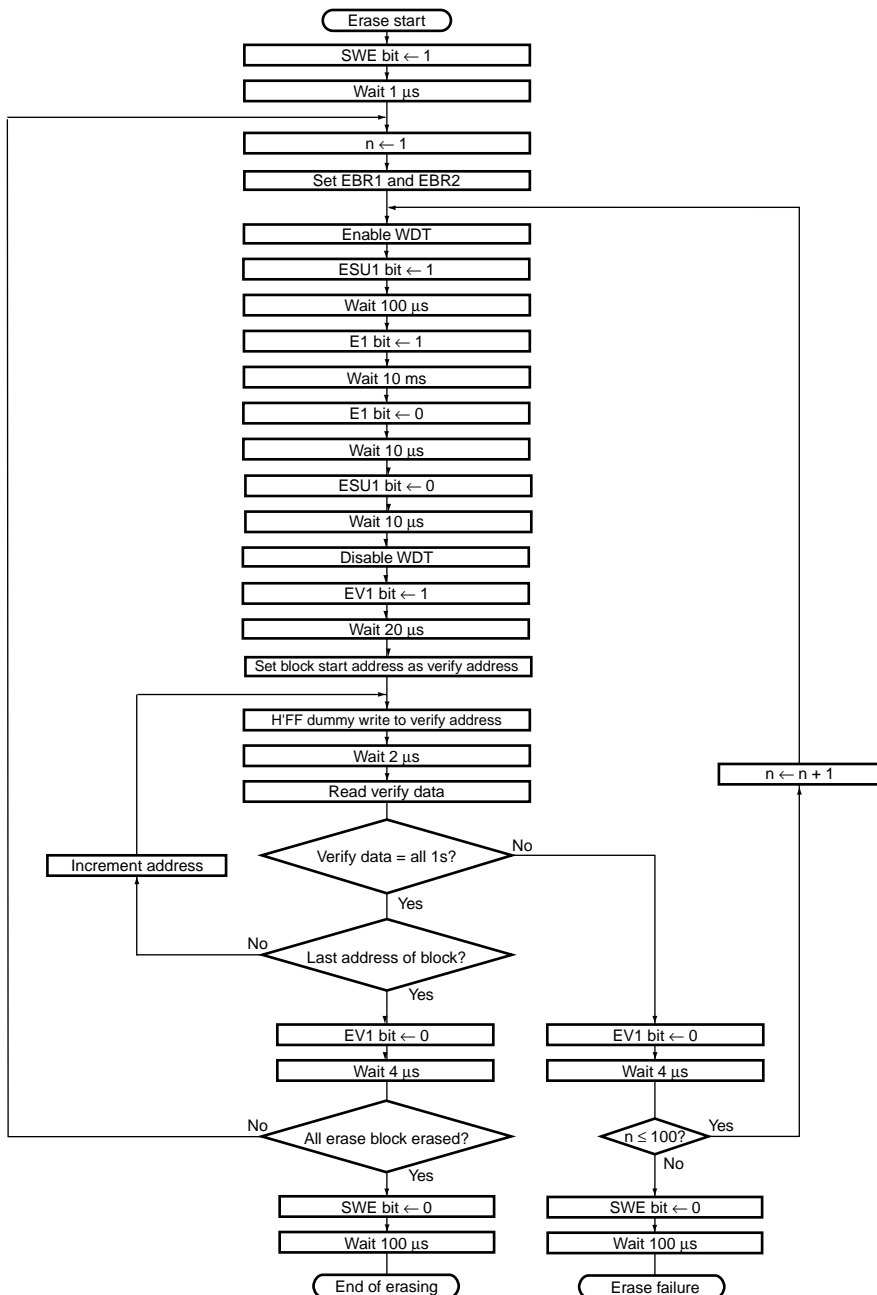 Erase start
SWE bit ← 1
Wait 1 μs
n ← 1
Set EBR1 and EBR2
Enable WDT
ESU1 bit ← 1
Wait 100 μs
E1 bit ← 1
Wait 10 ms
E1 bit ← 0
Wait 10 μs
ESU1 bit ← 0
Wait 10 μs
Disable WDT
EV1 bit ← 1
Wait 20 μs
Set block start address as verify address
H'FF dummy write to verify address
Wait 2 μs
n ← n + 1
Read verify data
Verify data = all 1s?
No
Increment address
Yes
No
Last address of block?
Yes
EV1 bit ← 0
EV1 bit ← 0
Wait 4 μs
Wait 4 μs
No
All erase block erased?
n ≤ 100?
Yes
Yes
No
SWE bit ← 0
SWE bit ← 0
Wait 100 μs
Wait 100 μs
End of erasing
Erase failure